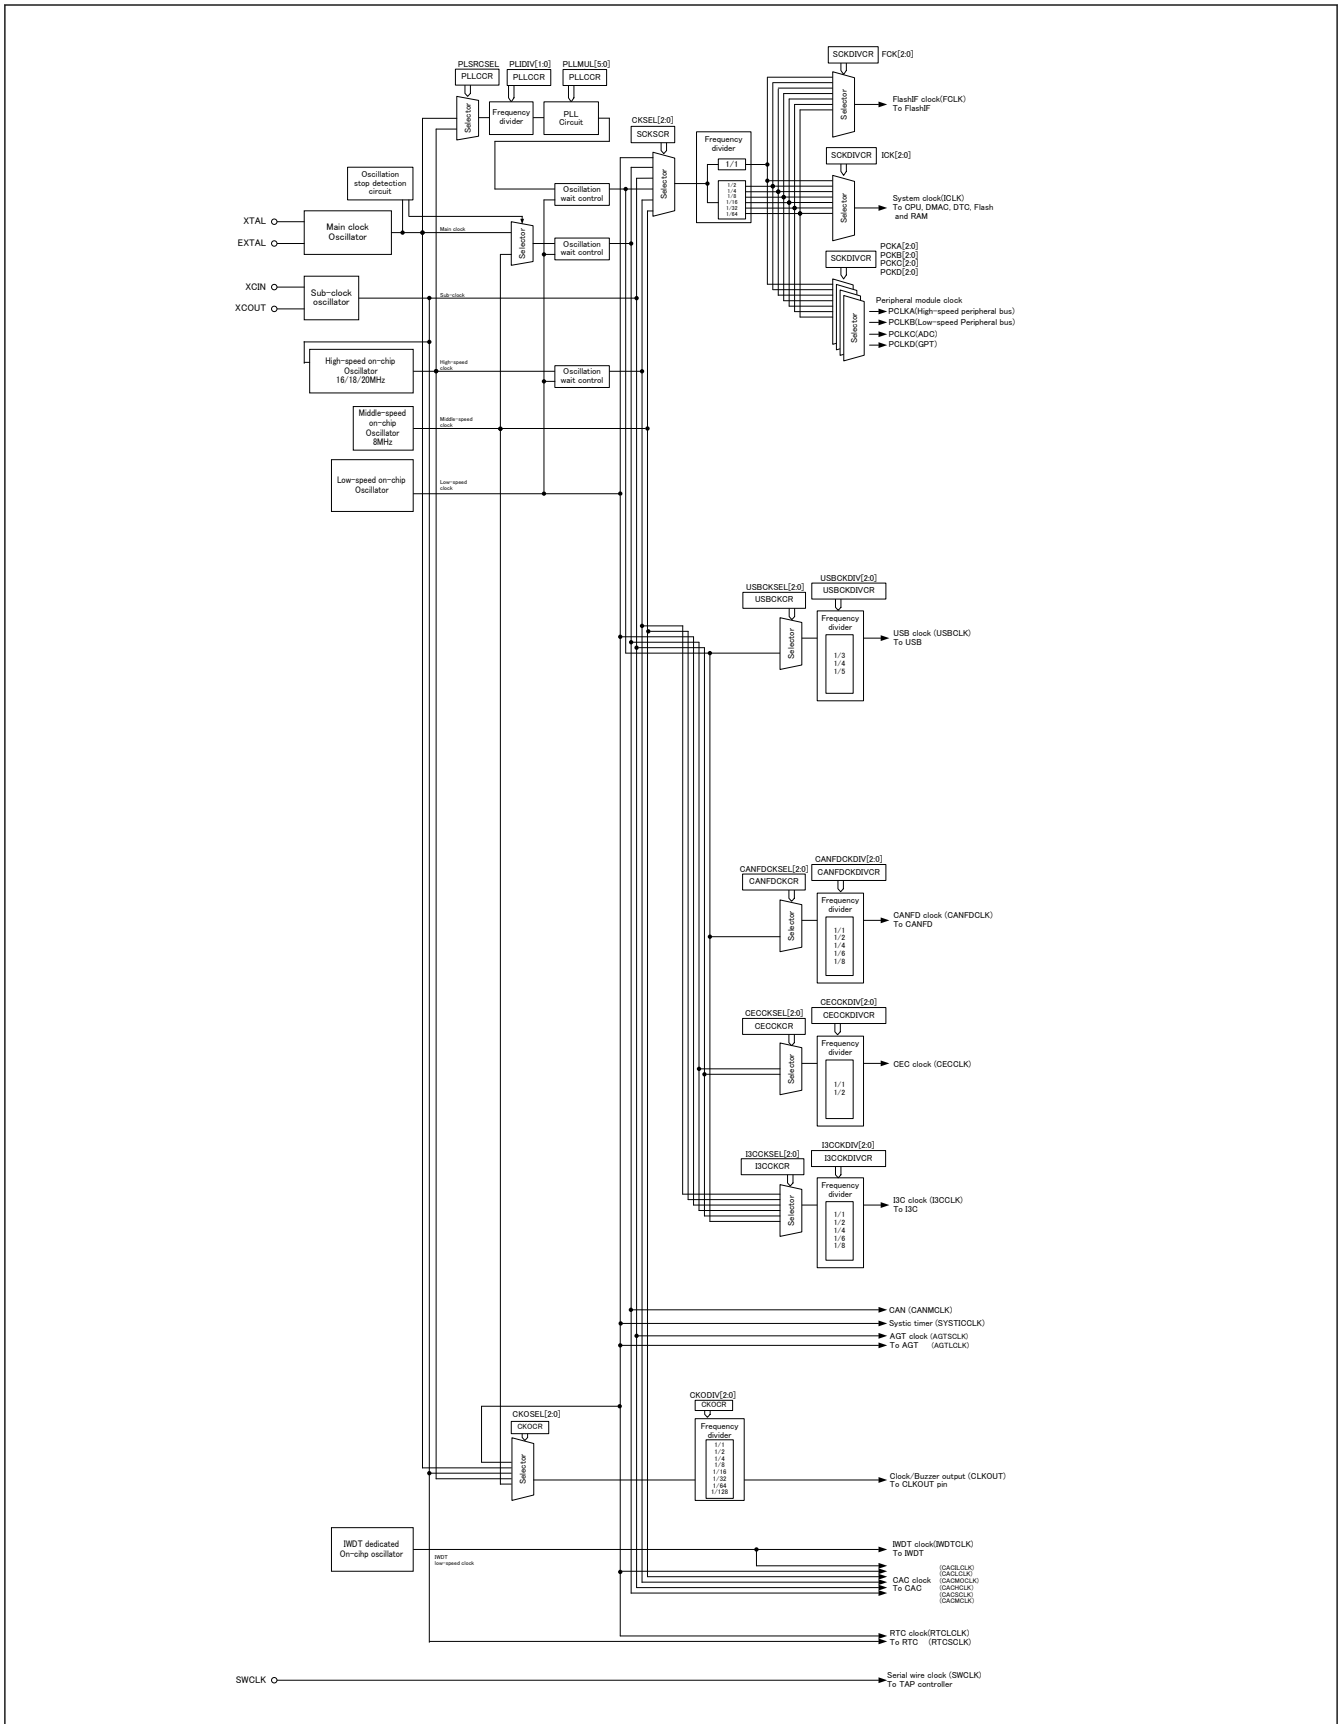 PLSRCSEL
PLLCCR
PLIDIV[1:0]
PLLCCR
PLLMUL[5:0]
PLLCCR
Selector
Frequency
divider
PLL
Circuit
CKSEL[2:0]
SCKSCR
Selector
Frequency
divider
1/1
1/2
1/4
1/8
1/16
1/32
1/64
SCKDIVCR
FCK[2:0]
Selector
FlashIF clock(FCLK)
To FlashIF
SCKDIVCR
ICK[2:0]
Selector
System clock(ICLK)
To CPU, DMAC, DTC, Flash
and RAM
SCKDIVCR
PCKA[2:0]
PCKB[2:0]
PCKC[2:0]
PCKD[2:0]
Selector
Peripheral module clock
PCLKA(High-speed peripheral bus)
PCLKB(Low-speed Peripheral bus)
PCLKC(ADC)
PCLKD(GPT)
Oscillation
stop detection
circuit
Oscillation
wait control
XTAL
EXTAL
Main clock
Oscillator
Main clock
Selector
Oscillation
wait control
XCIN
XCOUT
Sub-clock
oscillator
Sub-clock
High-speed on-chip
Oscillator
16/18/20MHz
High-speed
clock
Oscillation
wait control
Middle-speed
on-chip
Oscillator
8MHz
Middle-speed
clock
Low-speed on-chip
Oscillator
Low-speed
clock
USBCKSEL[2:0]
USBCKCR
Selector
USBCKDIV[2:0]
USBCKDIVCR
Frequency
divider
1/3
1/4
1/5
USB clock (USBCLK)
To USB
CANFDCKSEL[2:0]
CANFDCKCR
Selector
CANFDCKDIV[2:0]
CANFDCKDIVCR
Frequency
divider
1/1
1/2
1/4
1/6
1/8
CANFD clock (CANFDCLK)
To CANFD
CECCKSEL[2:0]
CECCKCR
Selector
CECCKDIV[2:0]
CECCKDIVCR
Frequency
divider
1/1
1/2
CEC clock (CECCLK)
I3CCKSEL[2:0]
I3CCKCR
Selector
I3CCKDIV[2:0]
I3CCKDIVCR
Frequency
divider
1/1
1/2
1/4
1/6
1/8
I3C clock (I3CCLK)
To I3C
CAN (CANMCLK)
Systic timer (SYSTICCLK)
AGT clock (AGTSCLK)
To AGT (AGTLCLK)
CKOSEL[2:0]
CKOCR
Selector
CKODIV[2:0]
CKOCR
Frequency
divider
1/1
1/2
1/4
1/8
1/16
1/32
1/64
1/128
Clock/Buzzer output (CLKOUT)
To CLKOUT pin
IWDT dedicated
On-cihp oscillator
IWDT
low-speed clock
IWDT clock(IWDTCLK)
To IWDT
CAC clock
To CAC
(CACILCLK)
(CACLCLK)
(CACMOCLK)
(CACHCLK)
(CACSCLK)
(CACMCLK)
RTC clock(RTCLCLK)
To RTC (RTCSCLK)
SWCLK
Serial wire clock (SWCLK)
To TAP controller